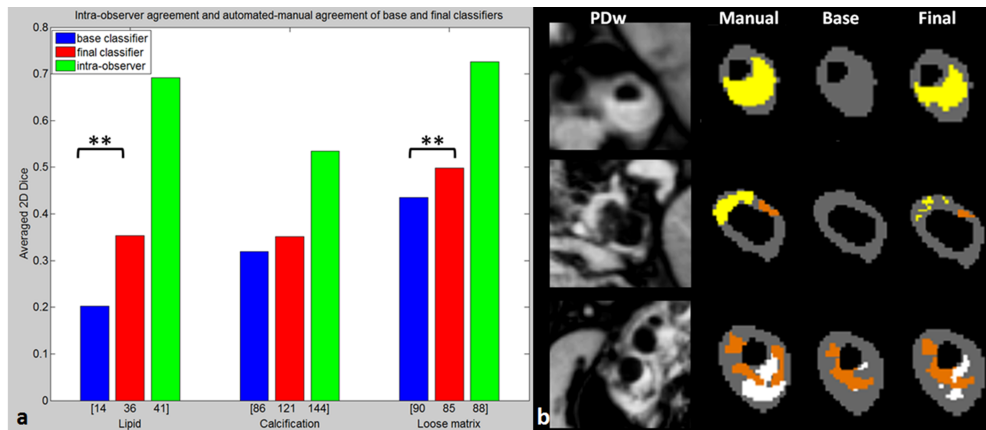 Intra-observer agreement and automated-manual agreement of base and final classifiers
0.8
0.7
0.6
0.5
0.4
0.3
0.2
0.1
0
Averaged 2D Dice
base classifier
final classifier
intra-observer
**
**
[14 36 41]
[86 121 144]
[90 85 88]
Lipid
Calcification
Loose matrix
a
PDw
Manual
Base
Final
b